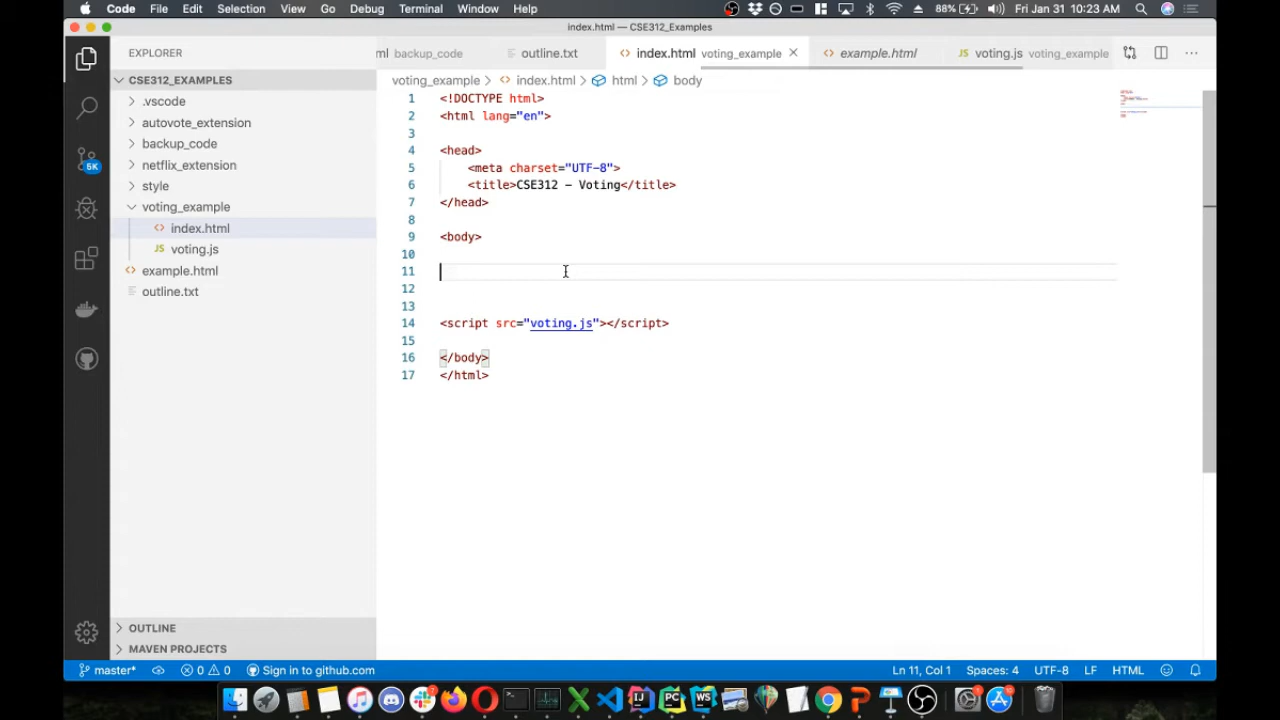 Code File Edit Selection View Go Debug Terminal Window Help 88% Fri Jan 31 10:23 AM
index.html — CSE312_Examples
EXPLORER
ml backup_code outline.txt index.html voting_example example.html voting.js voting_example
CSE312_EXAMPLES
voting_example > index.html > html > body
.vscode
autovote_extension
backup_code
netflix_extension
style
voting_example
index.html
voting.js
example.html
outline.txt
5K
1 <!DOCTYPE html>
2 <html lang="en">
3
4 <head>
5 <meta charset="UTF-8">
6 <title>CSE312 - Voting</title>
7 </head>
8
9 <body>
10
11
12
13
14 <script src="voting.js"></script>
15
16 </body>
17 </html>
OUTLINE
MAVEN PROJECTS
master* 0 0 Sign in to github.com Ln 11, Col 1 Spaces: 4 UTF-8 LF HTML